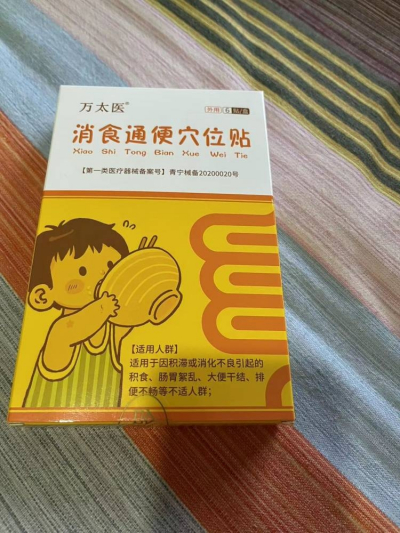 万太医®
外用 6 贴/盒
消食通便穴位贴
Xiao Shi Tong Bian Xue Wei Tie
【第一类医疗器械备案号】青宁械备20200020号
【适用人群】
适用于因积滞或消化不良引起的
积食、肠胃絮乱、大便干结、排
便不畅等不适人群;